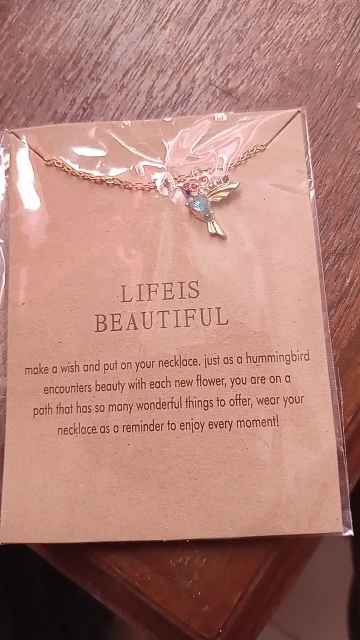 LIFEIS
BEAUTIFUL
make a wish and put on your necklace. just as a hummingbird
encounters beauty with each new flower, you are on a
path that has so many wonderful things to offer, wear your
necklace as a reminder to enjoy every moment!